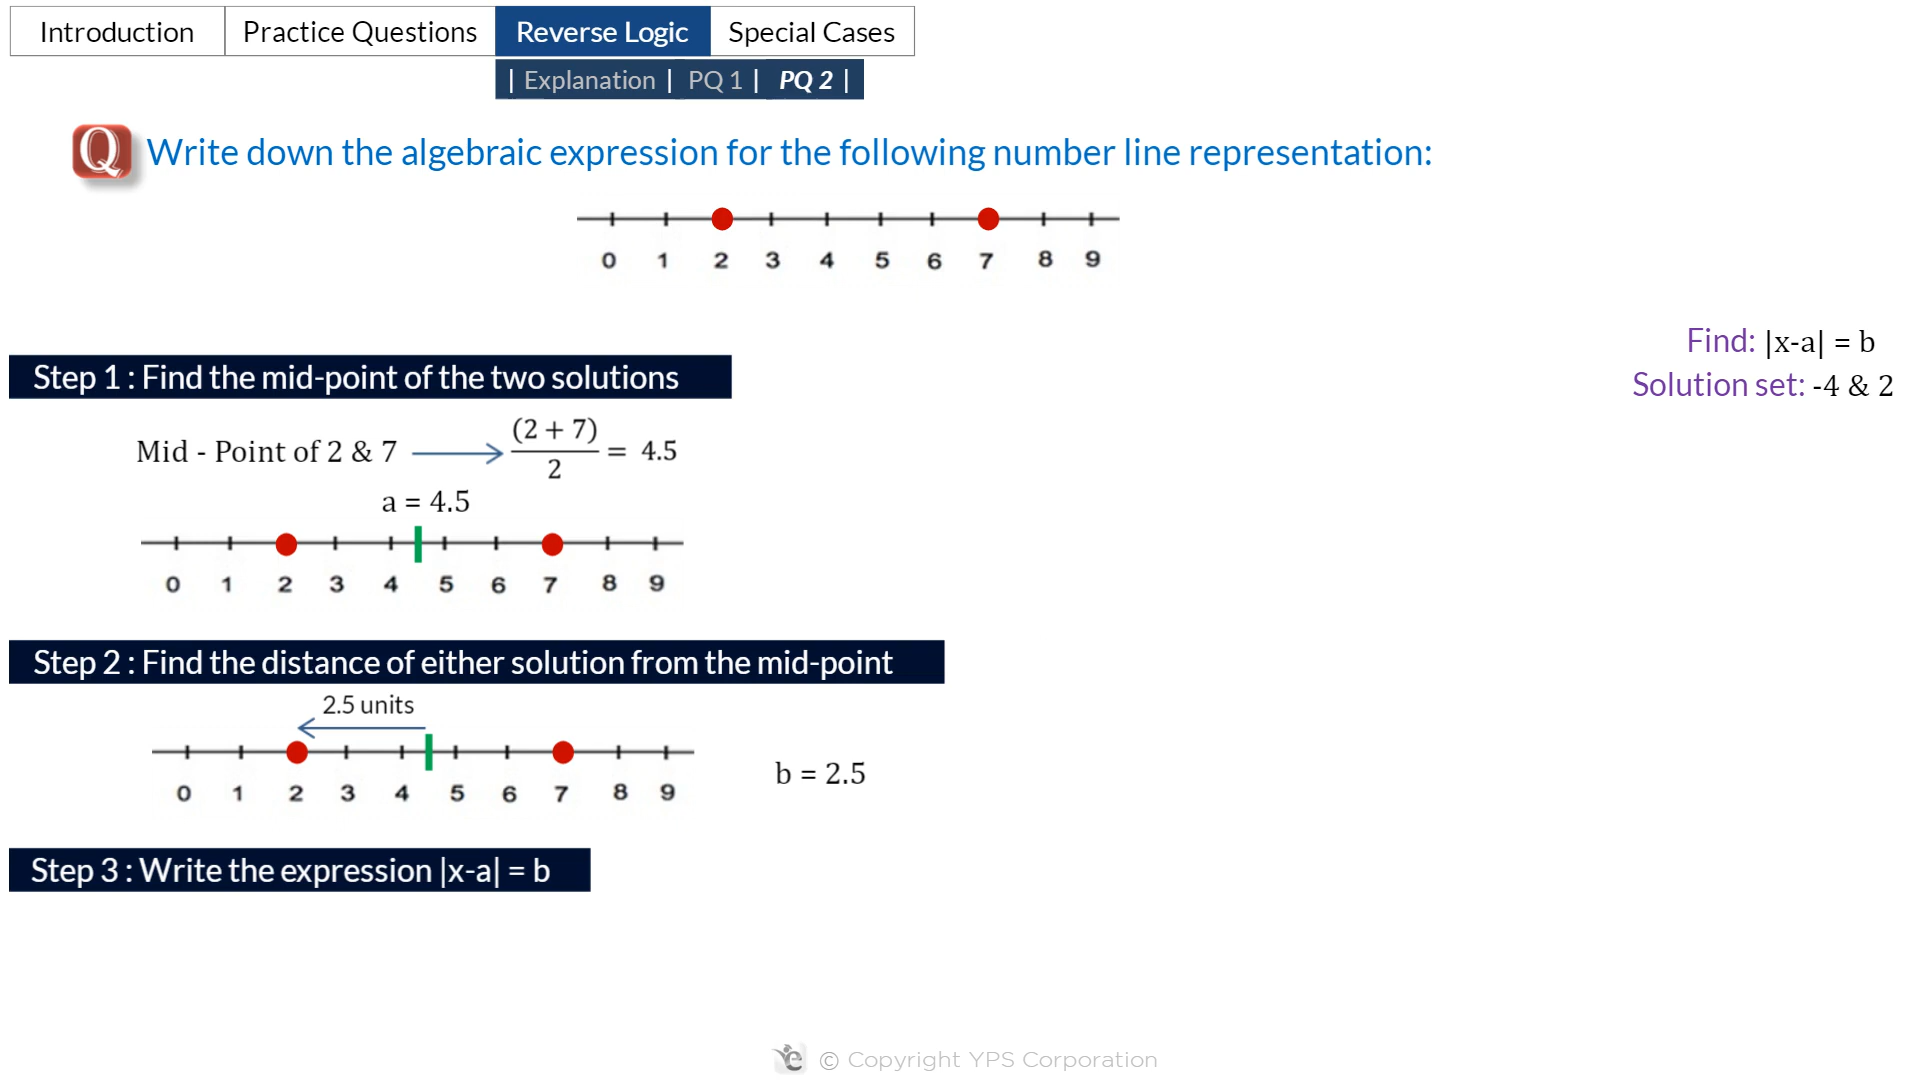 Introduction Practice Questions Reverse Logic Special Cases
| Explanation | PQ 1 | PQ 2 |
Q Write down the algebraic expression for the following number line representation:
0 1 2 3 4 5 6 7 8 9
Find: |x-a| = b
Solution set: -4 & 2
Step 1 : Find the mid-point of the two solutions
Mid - Point of 2 & 7 → (2 + 7)/2 = 4.5
a = 4.5
0 1 2 3 4 5 6 7 8 9
Step 2 : Find the distance of either solution from the mid-point
2.5 units
0 1 2 3 4 5 6 7 8 9
b = 2.5
Step 3 : Write the expression |x-a| = b
e © Copyright YPS Corporation